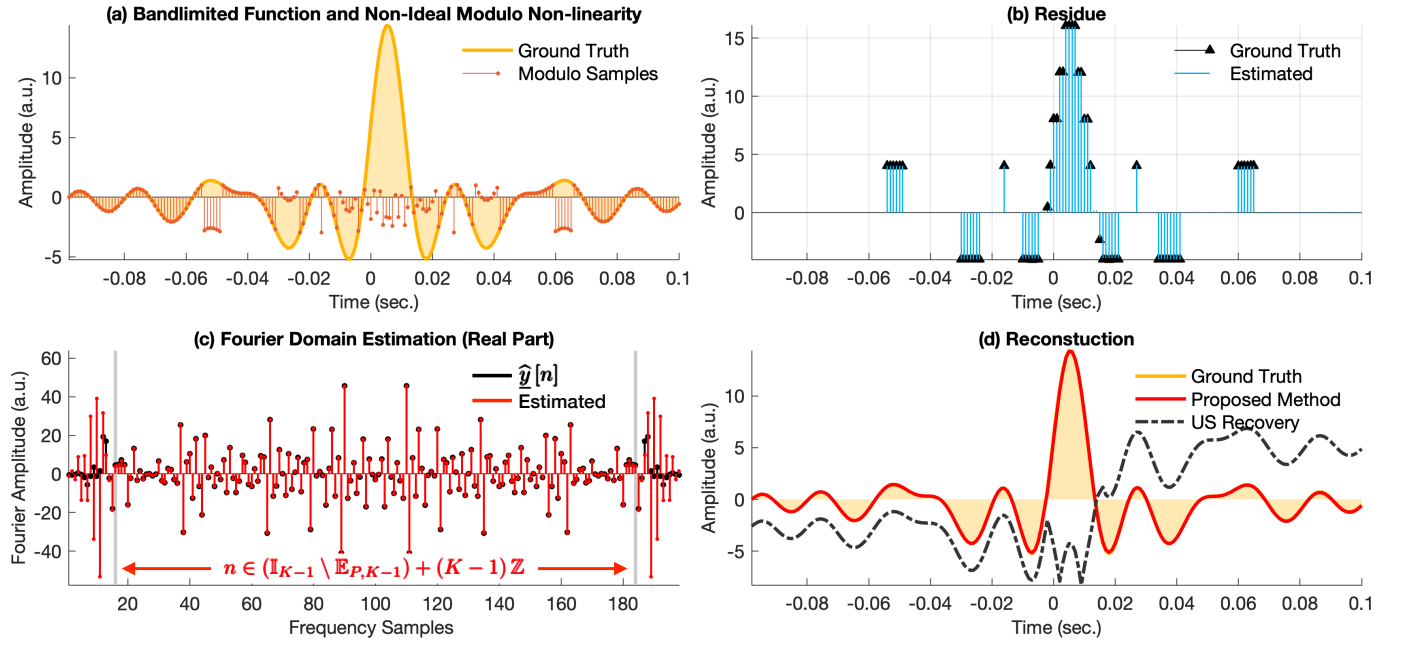 (a) Bandlimited Function and Non-Ideal Modulo Non-linearity
Amplitude (a.u.)
10
5
0
-5
Ground Truth
Modulo Samples
-0.08 -0.06 -0.04 -0.02 0 0.02 0.04 0.06 0.08 0.1
Time (sec.)
(b) Residue
Amplitude (a.u.)
15
10
5
0
Ground Truth
Estimated
-0.08 -0.06 -0.04 -0.02 0 0.02 0.04 0.06 0.08 0.1
Time (sec.)
(c) Fourier Domain Estimation (Real Part)
Fourier Amplitude (a.u.)
60
40
20
0
-20
-40
ŷ̲ [n]
Estimated
n ∈ (𝕀_{K−1} \ 𝔼_{P,K−1}) + (K − 1) ℤ
20 40 60 80 100 120 140 160 180
Frequency Samples
(d) Reconstuction
Amplitude (a.u.)
10
5
0
-5
Ground Truth
Proposed Method
US Recovery
-0.08 -0.06 -0.04 -0.02 0 0.02 0.04 0.06 0.08 0.1
Time (sec.)